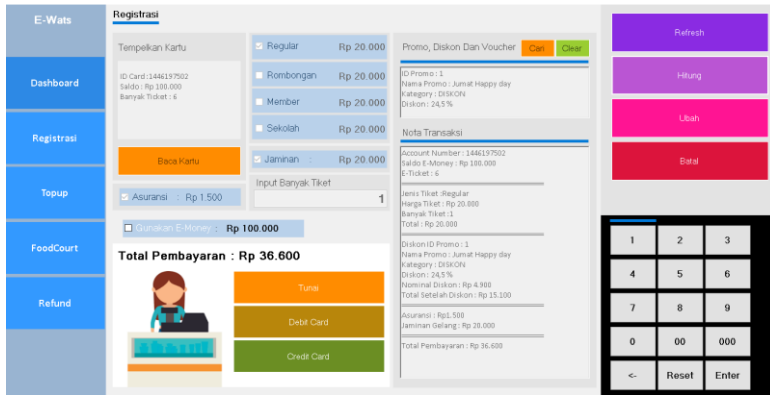 E-Wats
Dashboard
Registrasi
Topup
FoodCourt
Refund
Registrasi
Tempelkan Kartu
ID Card:1446197502
Saldo : Rp 100.000
Banyak Ticket : 6
Baca Kartu
Asuransi : Rp 1.500
Regular Rp 20.000
Rombongan Rp 20.000
Member Rp 20.000
Sekolah Rp 20.000
Jaminan : Rp 20.000
Input Banyak Tiket
1
Gunakan E-Money : Rp 100.000
Total Pembayaran : Rp 36.600
Tunai
Debit Card
Credit Card
Promo, Diskon Dan Voucher Cari Clear
ID Promo : 1
Nama Promo : Jumat Happy day
Kategory : DISKON
Diskon : 24,5 %
Nota Transaksi
Account Number : 1446197502
Saldo E-Money : Rp 100.000
E-Ticket : 6
Jenis Tiket :Regular
Harga Tiket : Rp 20.000
Banyak Tiket :1
Total : Rp 20.000
Diskon ID Promo : 1
Nama Promo : Jumat Happy day
Kategory : DISKON
Diskon : 24,5 %
Nominal Diskon : Rp 4.900
Total Setelah Diskon : Rp 15.100
Asuransi : Rp1.500
Jaminan Gelang : Rp 20.000
Total Pembayaran : Rp 36.600
Refresh
Hitung
Ubah
Batal
1 2 3
4 5 6
7 8 9
0 00 000
<- Reset Enter